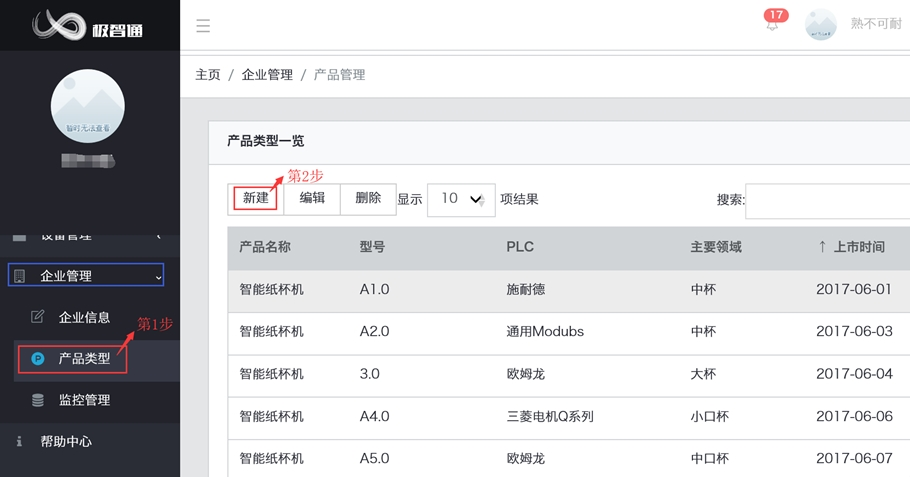 极智通
17
熟不可耐
主页 / 企业管理 / 产品管理
暂时无法查看
产品类型一览
第2步
新建 编辑 删除 显示 10 项结果 搜索:
设备管理
企业管理
企业信息
第1步
产品类型
监控管理
帮助中心
产品名称 型号 PLC 主要领域 ↑ 上市时间
智能纸杯机 A1.0 施耐德 中杯 2017-06-01
智能纸杯机 A2.0 通用Modubs 中杯 2017-06-03
智能纸杯机 3.0 欧姆龙 大杯 2017-06-04
智能纸杯机 A4.0 三菱电机Q系列 小口杯 2017-06-06
智能纸杯机 A5.0 欧姆龙 中口杯 2017-06-07